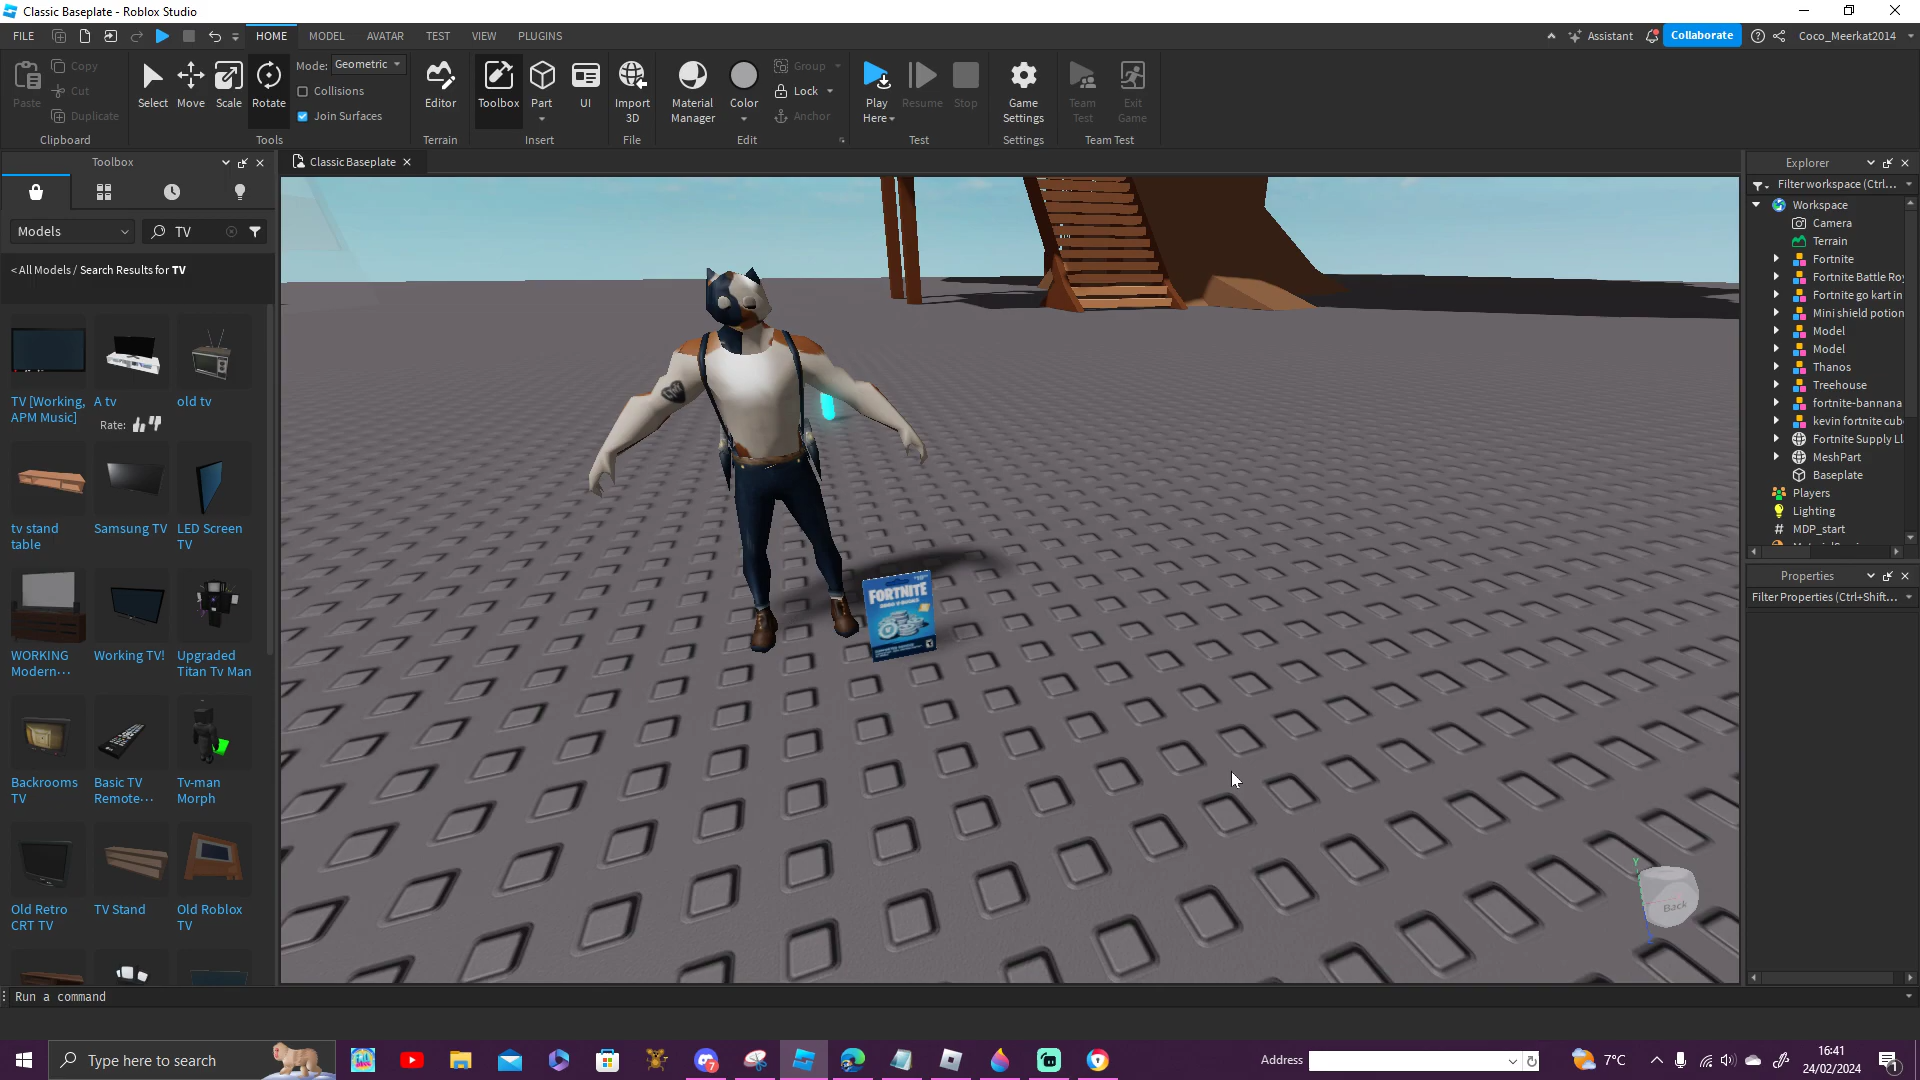 Classic Baseplate - Roblox Studio
FILE
HOME
MODEL
AVATAR
TEST
VIEW
PLUGINS
Assistant
Collaborate
Coco_Meerkat2014
Paste
Copy
Cut
Duplicate
Clipboard
Select
Move
Scale
Rotate
Mode:
Geometric
Collisions
Join Surfaces
Tools
Editor
Terrain
Toolbox
Part
UI
Insert
Import
3D
File
Material
Manager
Color
Group
Lock
Anchor
Edit
Play
Here
Resume
Stop
Test
Game
Settings
Settings
Team
Test
Exit
Game
Team Test
Toolbox
Models
TV
< All Models / Search Results for TV
TV [Working,
APM Music]
A tv
Rate:
old tv
tv stand
table
Samsung TV
LED Screen
TV
WORKING
Modern···
Working TV!
Upgraded
Titan Tv Man
Backrooms
TV
Basic TV
Remote···
Tv-man
Morph
Old Retro
CRT TV
TV Stand
Old Roblox
TV
Classic Baseplate
FORTNITE
Back
Y
Explorer
Filter workspace (Ctrl...
Workspace
Camera
Terrain
Fortnite
Fortnite Battle Ro
Fortnite go kart in
Mini shield potion
Model
Model
Thanos
Treehouse
fortnite-bannana
kevin fortnite cub
Fortnite Supply Ll
MeshPart
Baseplate
Players
Lighting
MDP_start
Properties
Filter Properties (Ctrl+Shift...
Run a command
Type here to search
Address
7°C
16:41
24/02/2024